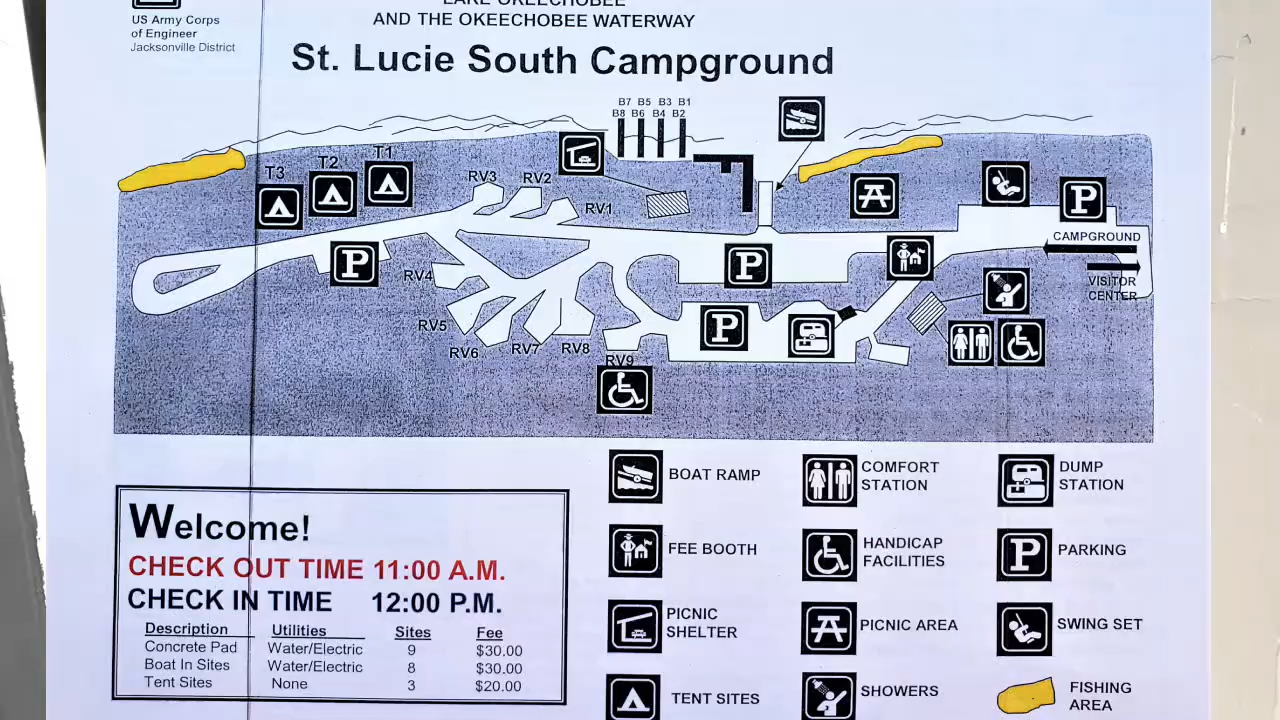 US Army Corps
of Engineer
Jacksonville District
LAKE OKEECHOBEE
AND THE OKEECHOBEE WATERWAY
St. Lucie South Campground
B7 B5 B3 B1
B8 B6 B4 B2
T3
T2
T1
RV3
RV2
RV1
P
CAMPGROUND
VISITOR
CENTER
P
P
RV4
RV5
RV6
RV7
RV8
RV9
P
Welcome!
CHECK OUT TIME 11:00 A.M.
CHECK IN TIME 12:00 P.M.
Description Utilities Sites Fee
Concrete Pad Water/Electric 9 $30.00
Boat In Sites Water/Electric 8 $30.00
Tent Sites None 3 $20.00
BOAT RAMP
COMFORT
STATION
DUMP
STATION
FEE BOOTH
HANDICAP
FACILITIES
P
PARKING
PICNIC
SHELTER
PICNIC AREA
SWING SET
TENT SITES
SHOWERS
FISHING
AREA